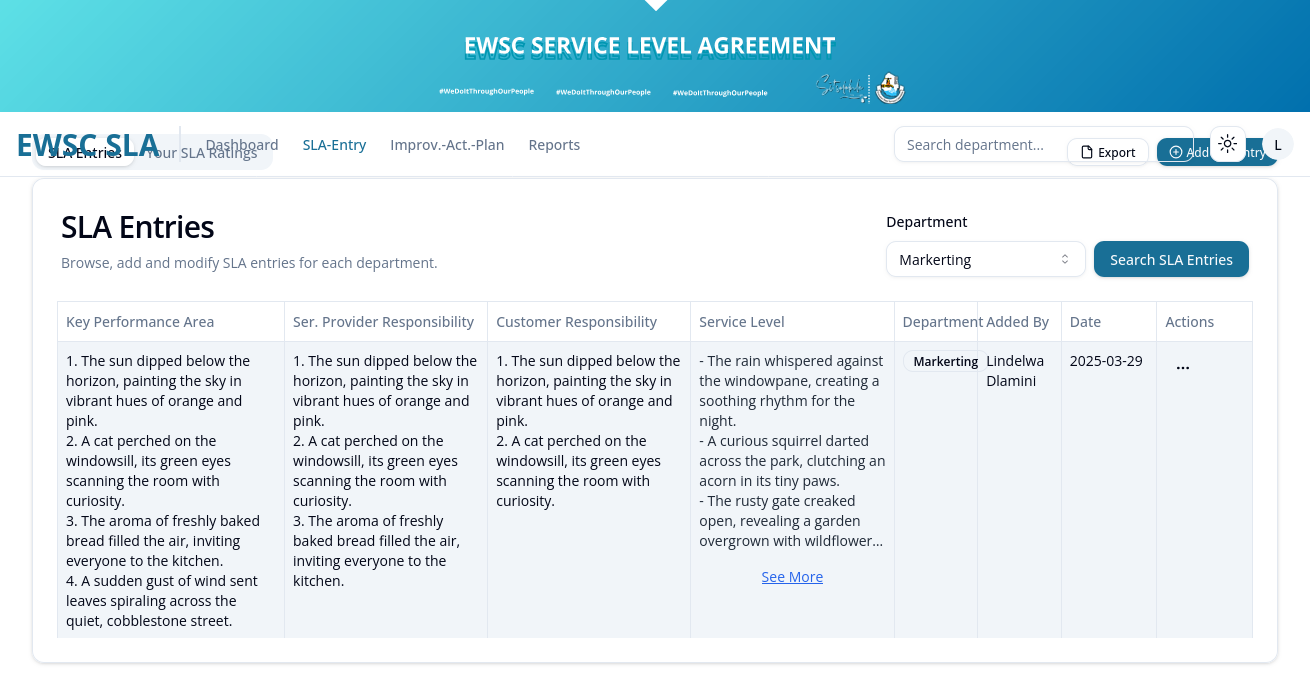 EWSC SERVICE LEVEL AGREEMENT
#WeDoItThroughOurPeople #WeDoItThroughOurPeople #WeDoItThroughOurPeople
EWSC SLA
Dashboard SLA-Entry Improv.-Act.-Plan Reports
Search department... L
SLA Entries Your SLA Ratings
Export Add
SLA Entries
Browse, add and modify SLA entries for each department.
Department
Markerting
Search SLA Entries
Key Performance Area Ser. Provider Responsibility Customer Responsibility Service Level Department Added By Date Actions
1. The sun dipped below the
horizon, painting the sky in
vibrant hues of orange and
pink.
2. A cat perched on the
windowsill, its green eyes
scanning the room with
curiosity.
3. The aroma of freshly baked
bread filled the air, inviting
everyone to the kitchen.
4. A sudden gust of wind sent
leaves spiraling across the
quiet, cobblestone street.
1. The sun dipped below the
horizon, painting the sky in
vibrant hues of orange and
pink.
2. A cat perched on the
windowsill, its green eyes
scanning the room with
curiosity.
3. The aroma of freshly
baked bread filled the air,
inviting everyone to the
kitchen.
1. The sun dipped below the
horizon, painting the sky in
vibrant hues of orange and
pink.
2. A cat perched on the
windowsill, its green eyes
scanning the room with
curiosity.
- The rain whispered against
the windowpane, creating a
soothing rhythm for the
night.
- A curious squirrel darted
across the park, clutching an
acorn in its tiny paws.
- The rusty gate creaked
open, revealing a garden
overgrown with wildflower...
See More
Markerting
Lindelwa
Dlamini
2025-03-29
...